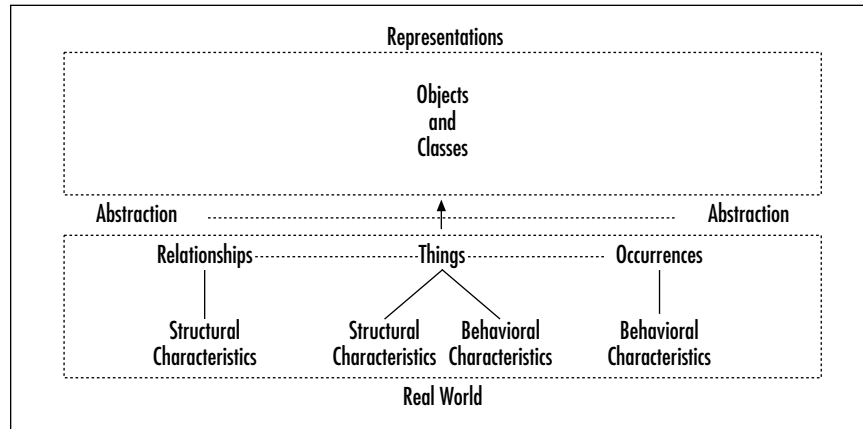 Representations
Objects
and
Classes
Abstraction Abstraction
Relationships Things Occurrences
Structural Structural Behavioral Behavioral
Characteristics Characteristics Characteristics Characteristics
Real World